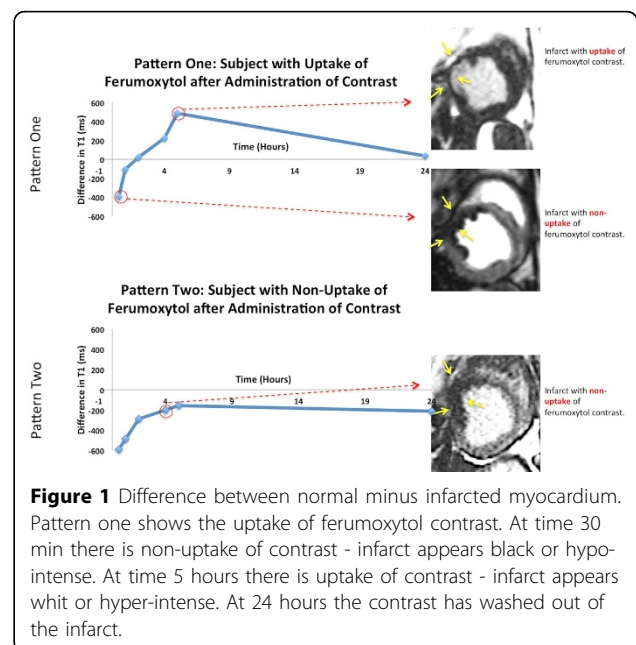 Pattern One: Subject with Uptake of
Ferumoxytol after Administration of Contrast
Pattern One
Difference in T1 (ms)
600
400
200
0
-200
-400
-600
Time (Hours)
-1 4 9 14 19 24
Infarct with uptake of
ferumoxytol contrast.
Infarct with non-
uptake of
ferumoxytol contrast.
Pattern Two: Subject with Non-Uptake of
Ferumoxytol after Administration of Contrast
Pattern Two
Difference in T1 (ms)
600
400
200
0
-200
-400
-600
Time (Hours)
-1 4 9 14 19 24
Infarct with non-
uptake of
ferumoxytol contrast.
Figure 1 Difference between normal minus infarcted myocardium.
Pattern one shows the uptake of ferumoxytol contrast. At time 30
min there is non-uptake of contrast - infarct appears black or hypo-
intense. At time 5 hours there is uptake of contrast - infarct appears
whit or hyper-intense. At 24 hours the contrast has washed out of
the infarct.